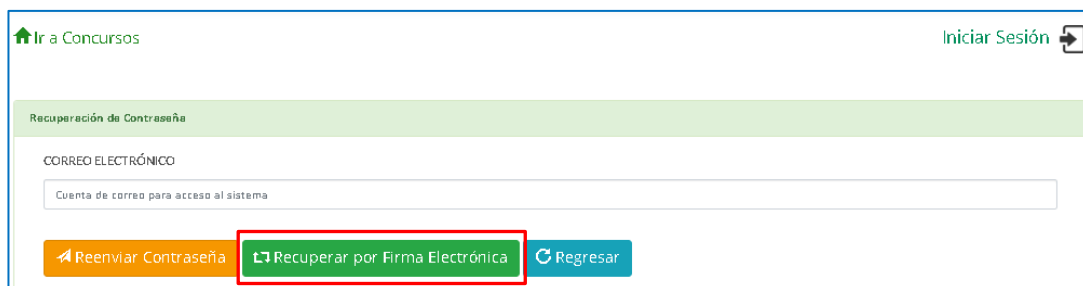 Ir a Concursos
Iniciar Sesión
Recuperación de Contraseña
CORREO ELECTRÓNICO
Cuenta de correo para acceso al sistema
Reenviar Contraseña Recuperar por Firma Electrónica Regresar